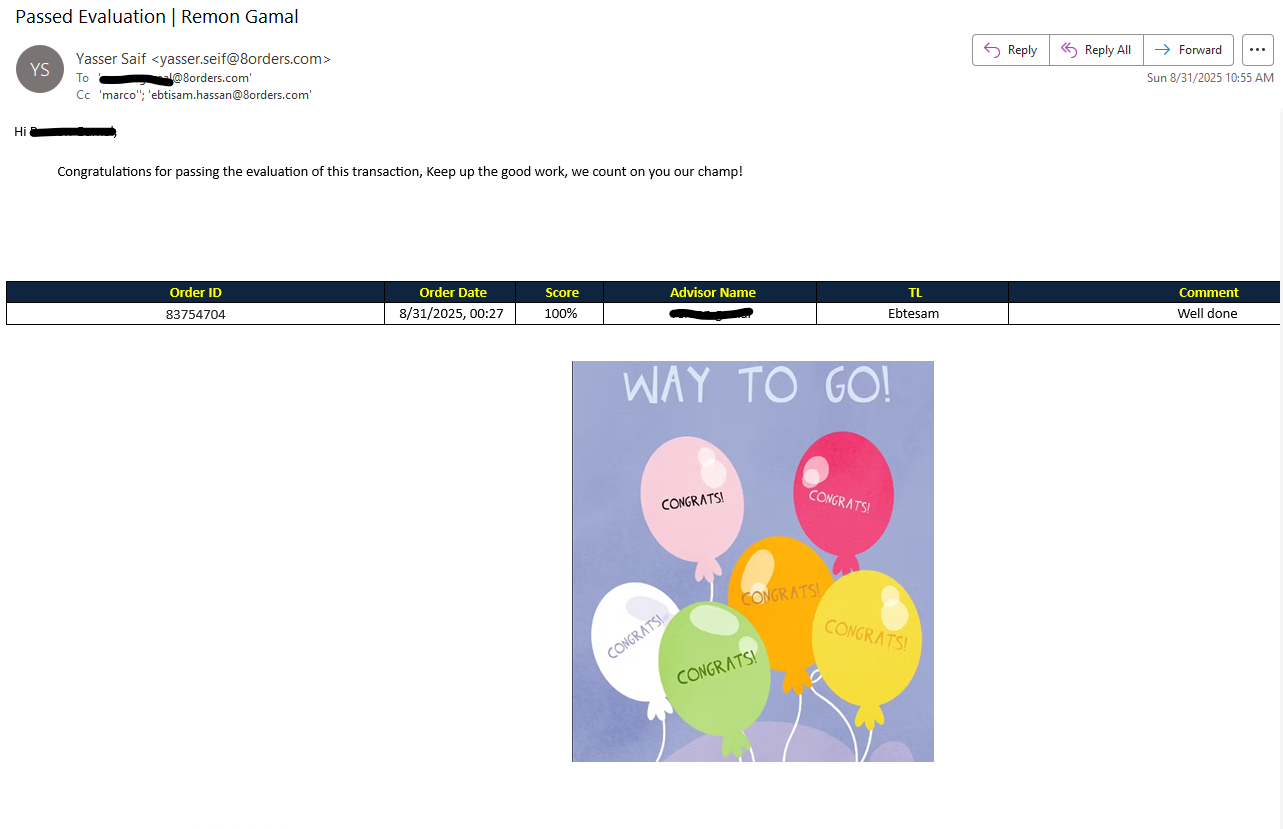 Passed Evaluation | Remon Gamal
YS
Yasser Saif <yasser.seif@8orders.com>
Reply
Reply All
Forward
To '@8orders.com'
Sun 8/31/2025 10:55 AM
Cc 'marco''; 'ebtisam.hassan@8orders.com'
Hi
Congratulations for passing the evaluation of this transaction, Keep up the good work, we count on you our champ!
Order ID Order Date Score Advisor Name TL Comment
83754704 8/31/2025, 00:27 100% Ebtesam Well done
WAY TO GO!
CONGRATS!
CONGRATS!
CONGRATS!
CONGRATS!
CONGRATS!
CONGRATS!